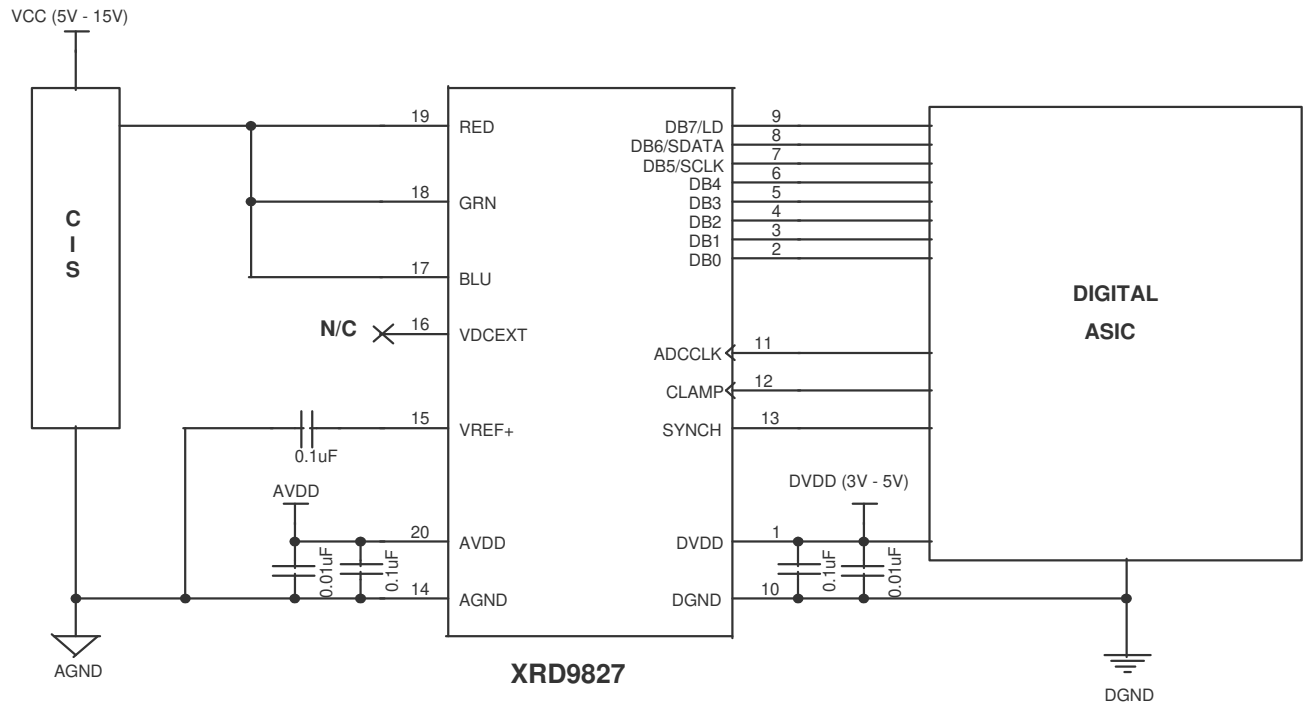 VCC (5V - 15V)
C
I
S
19
RED
18
GRN
17
BLU
N/C
16
VDCEXT
15
VREF+
0.1uF
AVDD
20
AVDD
0.01uF
0.1uF
14
AGND
AGND
DB7/LD
9
DB6/SDATA
8
DB5/SCLK
7
DB4
6
DB3
5
DB2
4
DB1
3
DB0
2
ADCCLK
11
CLAMP
12
SYNCH
13
DVDD (3V - 5V)
DVDD
1
0.1uF
0.01uF
DGND
10
DIGITAL
ASIC
DGND
XRD9827